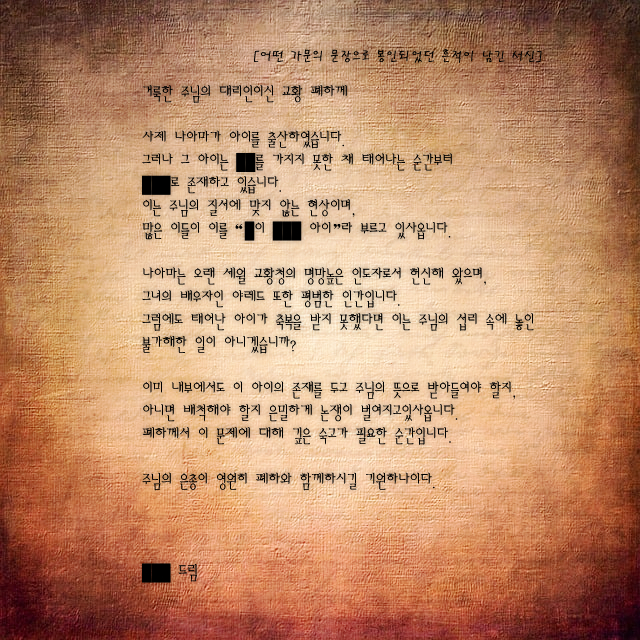 [어떤 가문의 문장으로 봉인되었던 흔적이 남긴 서신]
거룩한 주님의 대리인이신 교황 폐하께
사제 나아마가 아이를 출산하였습니다.
그러나 그 아이는 ██를 가지지 못한 채 태어나는 순간부터
███로 존재하고 있습니다.
이는 주님의 질서에 맞지 않는 현상이며,
많은 이들이 이를 “█이 ███ 아이”라 부르고 있사옵니다.
나아마는 오랜 세월 교황청의 명망높은 인도자로서 헌신해 왔으며,
그녀의 배우자인 야레드 또한 평범한 인간입니다.
그럼에도 태어난 아이가 축복을 받지 못했다면 이는 주님의 섭리 속에 놓인
불가해한 일이 아니겠습니까?
이미 내부에서도 이 아이의 존재를 두고 주님의 뜻으로 받아들여야 할지,
아니면 배척해야 할지 은밀하게 논쟁이 벌여지고있사옵니다.
폐하께서 이 문제에 대해 깊은 숙고가 필요한 순간입니다.
주님의 은총이 영원히 폐하와 함께하시길 기원하나이다.
███ 드림